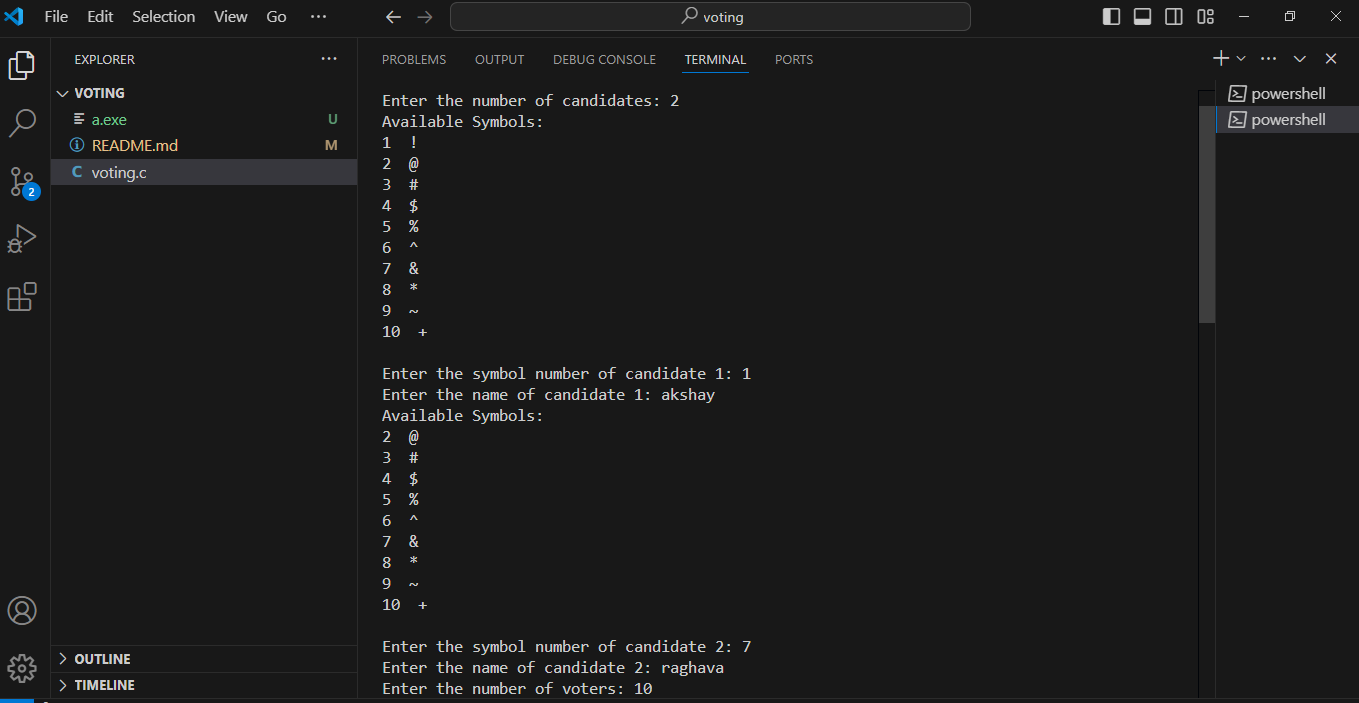 File Edit Selection View Go ···
voting
EXPLORER ···
VOTING
a.exe U
README.md M
C voting.c
2
OUTLINE
TIMELINE
PROBLEMS OUTPUT DEBUG CONSOLE TERMINAL PORTS
Enter the number of candidates: 2
Available Symbols:
1 !
2 @
3 #
4 $
5 %
6 ^
7 &
8 *
9 ~
10 +
Enter the symbol number of candidate 1: 1
Enter the name of candidate 1: akshay
Available Symbols:
2 @
3 #
4 $
5 %
6 ^
7 &
8 *
9 ~
10 +
Enter the symbol number of candidate 2: 7
Enter the name of candidate 2: raghava
Enter the number of voters: 10
powershell
powershell